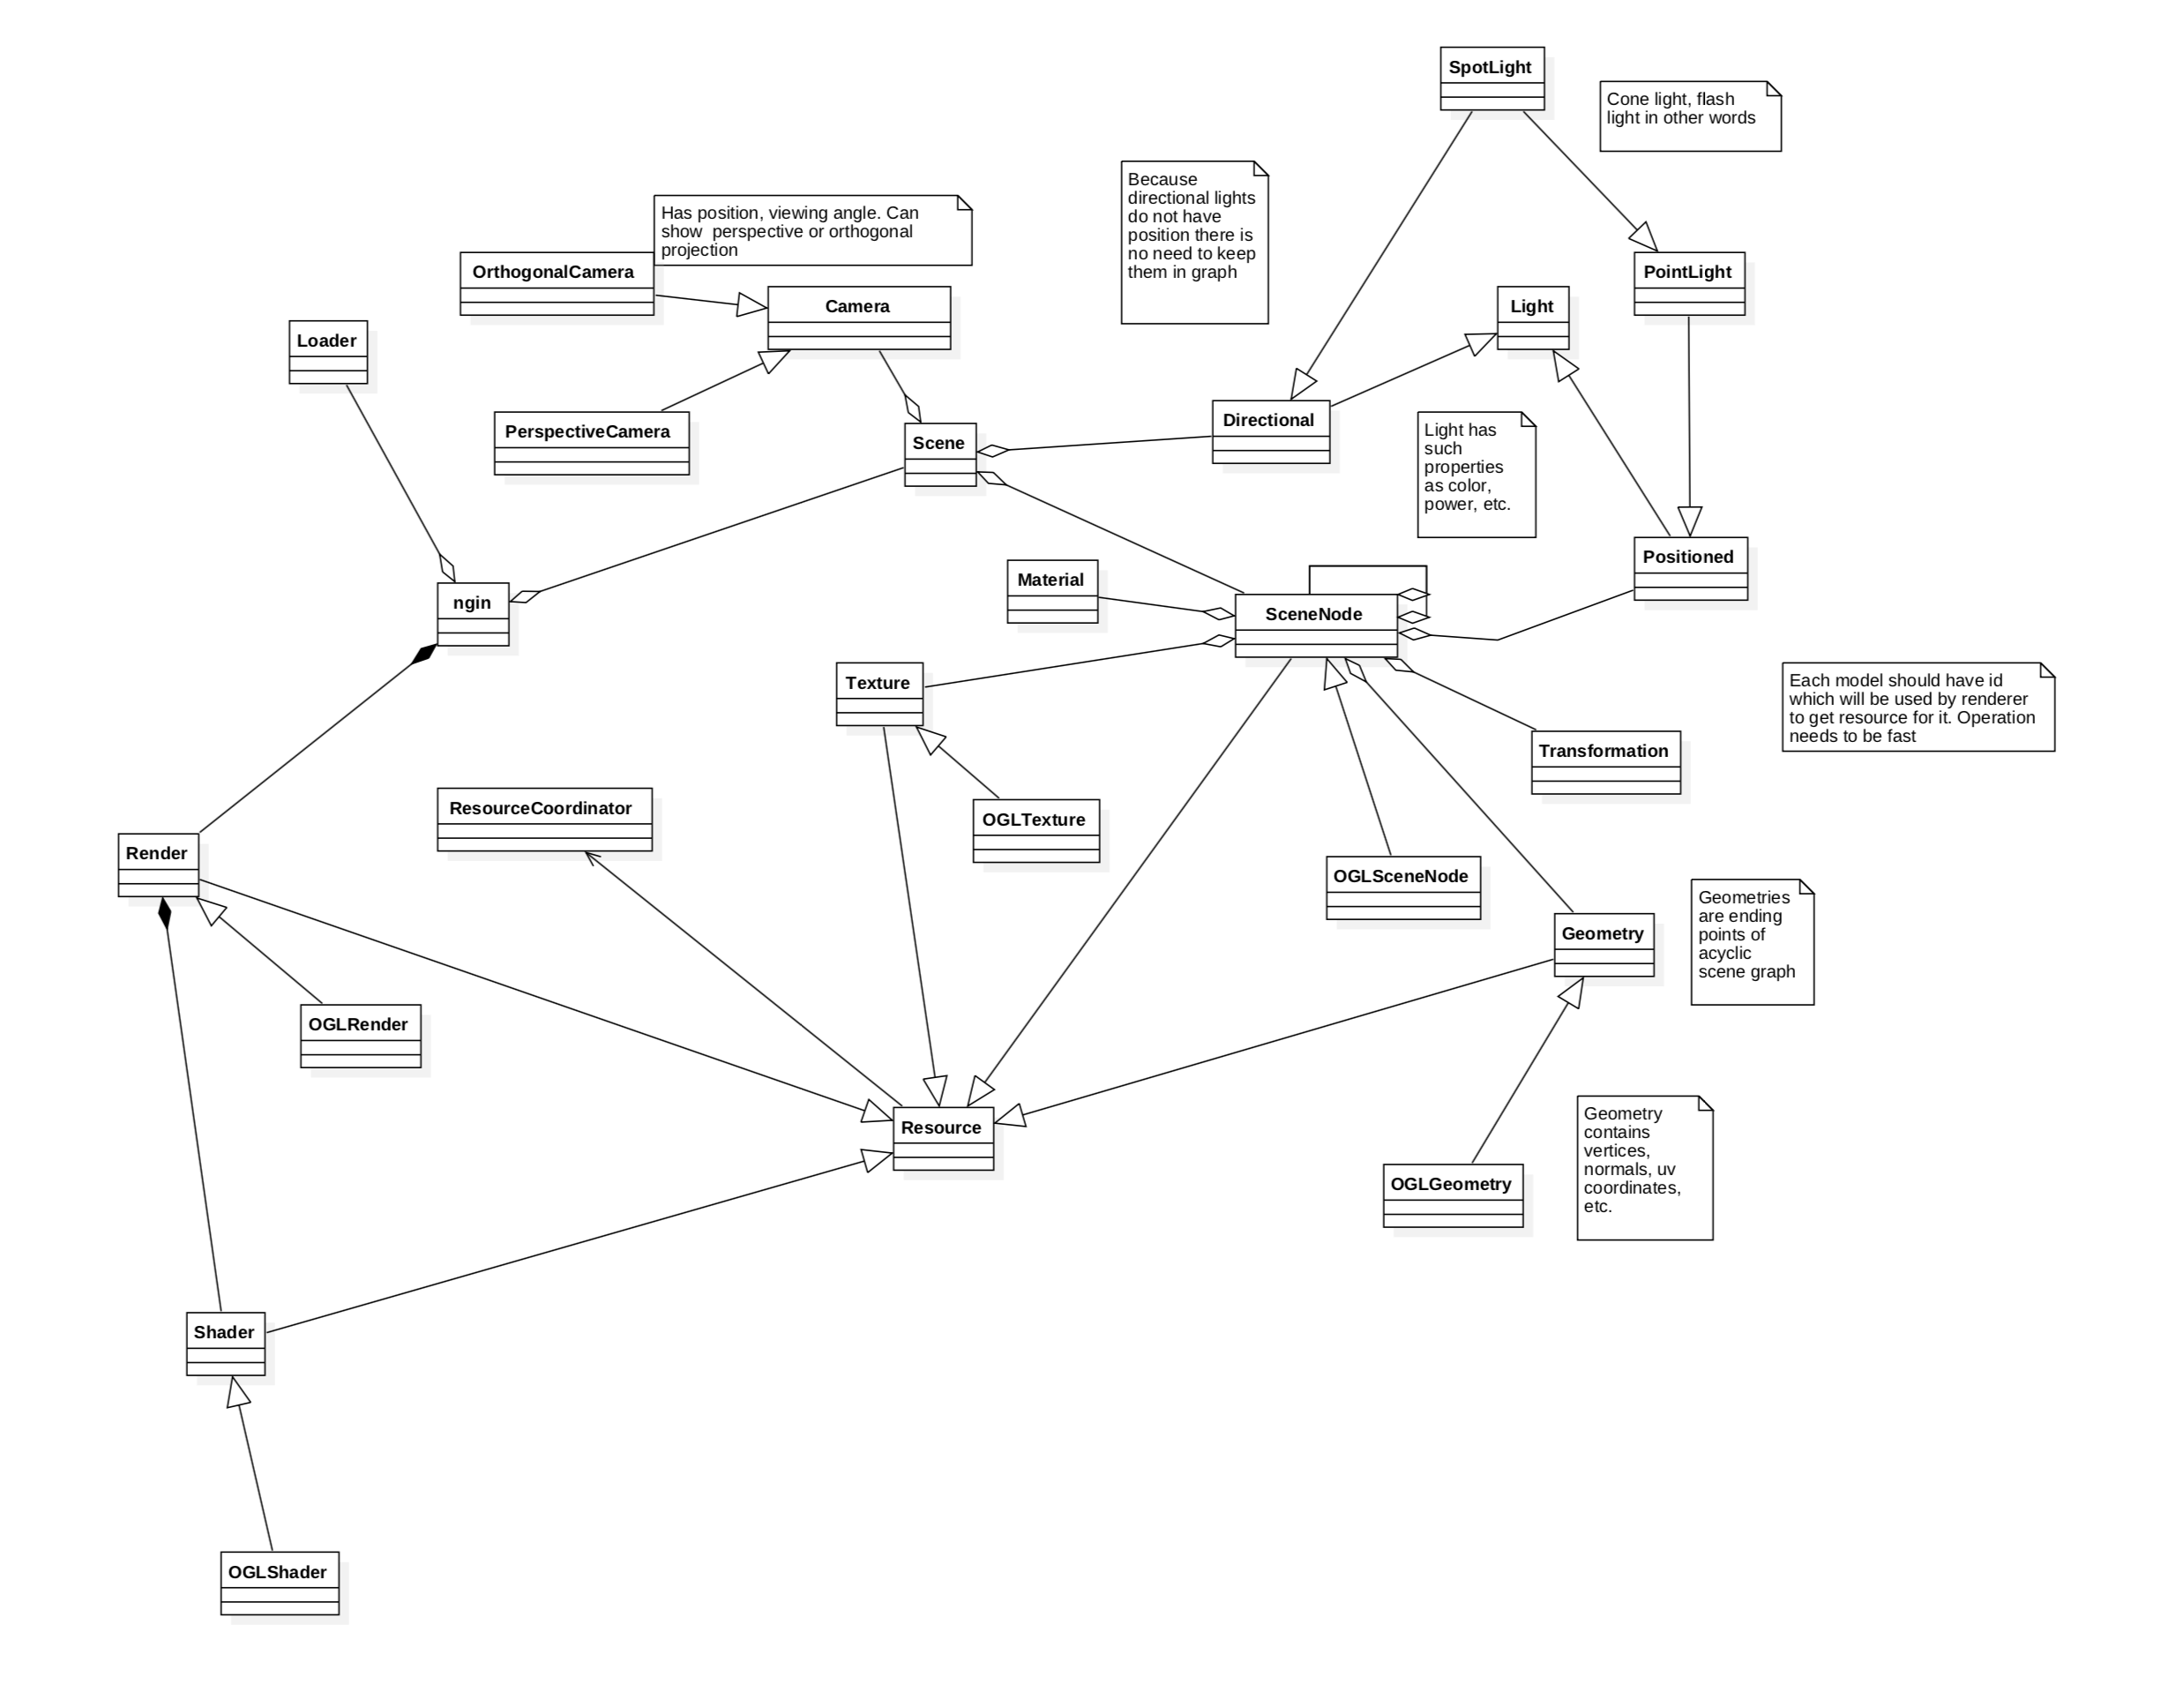 SpotLight
Cone light, flash
light in other words
Because
directional lights
do not have
position there is
no need to keep
them in graph
Has position, viewing angle. Can
show  perspective or orthogonal
projection
OrthogonalCamera
Camera
Light
PointLight
Loader
PerspectiveCamera
Scene
Directional
Light has
such
properties
as color,
power, etc.
Positioned
Material
ngin
SceneNode
Texture
Each model should have id
which will be used by renderer
to get resource for it. Operation
needs to be fast
Transformation
ResourceCoordinator
OGLTexture
Render
OGLSceneNode
Geometries
are ending
points of
acyclic
scene graph
Geometry
OGLRender
Resource
Geometry
contains
vertices,
normals, uv
coordinates,
etc.
OGLGeometry
Shader
OGLShader